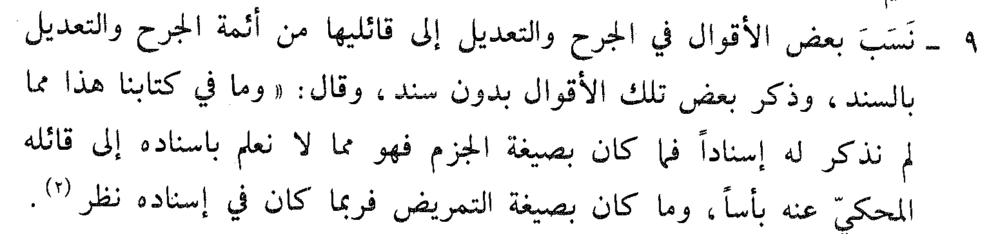 ٩ ـ نَسَبَ بعض الأقوال في الجرح والتعديل إلى قائليها من أئمة الجرح والتعديل
بالسند، وذكر بعض تلك الأقوال بدون سند، وقال: «وما في كتابنا هذا مما
لم نذكر له إسناداً فما كان بصيغة الجزم فهو مما لا نعلم باسناده إلى قائله
المحكيّ عنه بأساً، وما كان بصيغة التمريض فربما كان في إسناده نظر (٢).